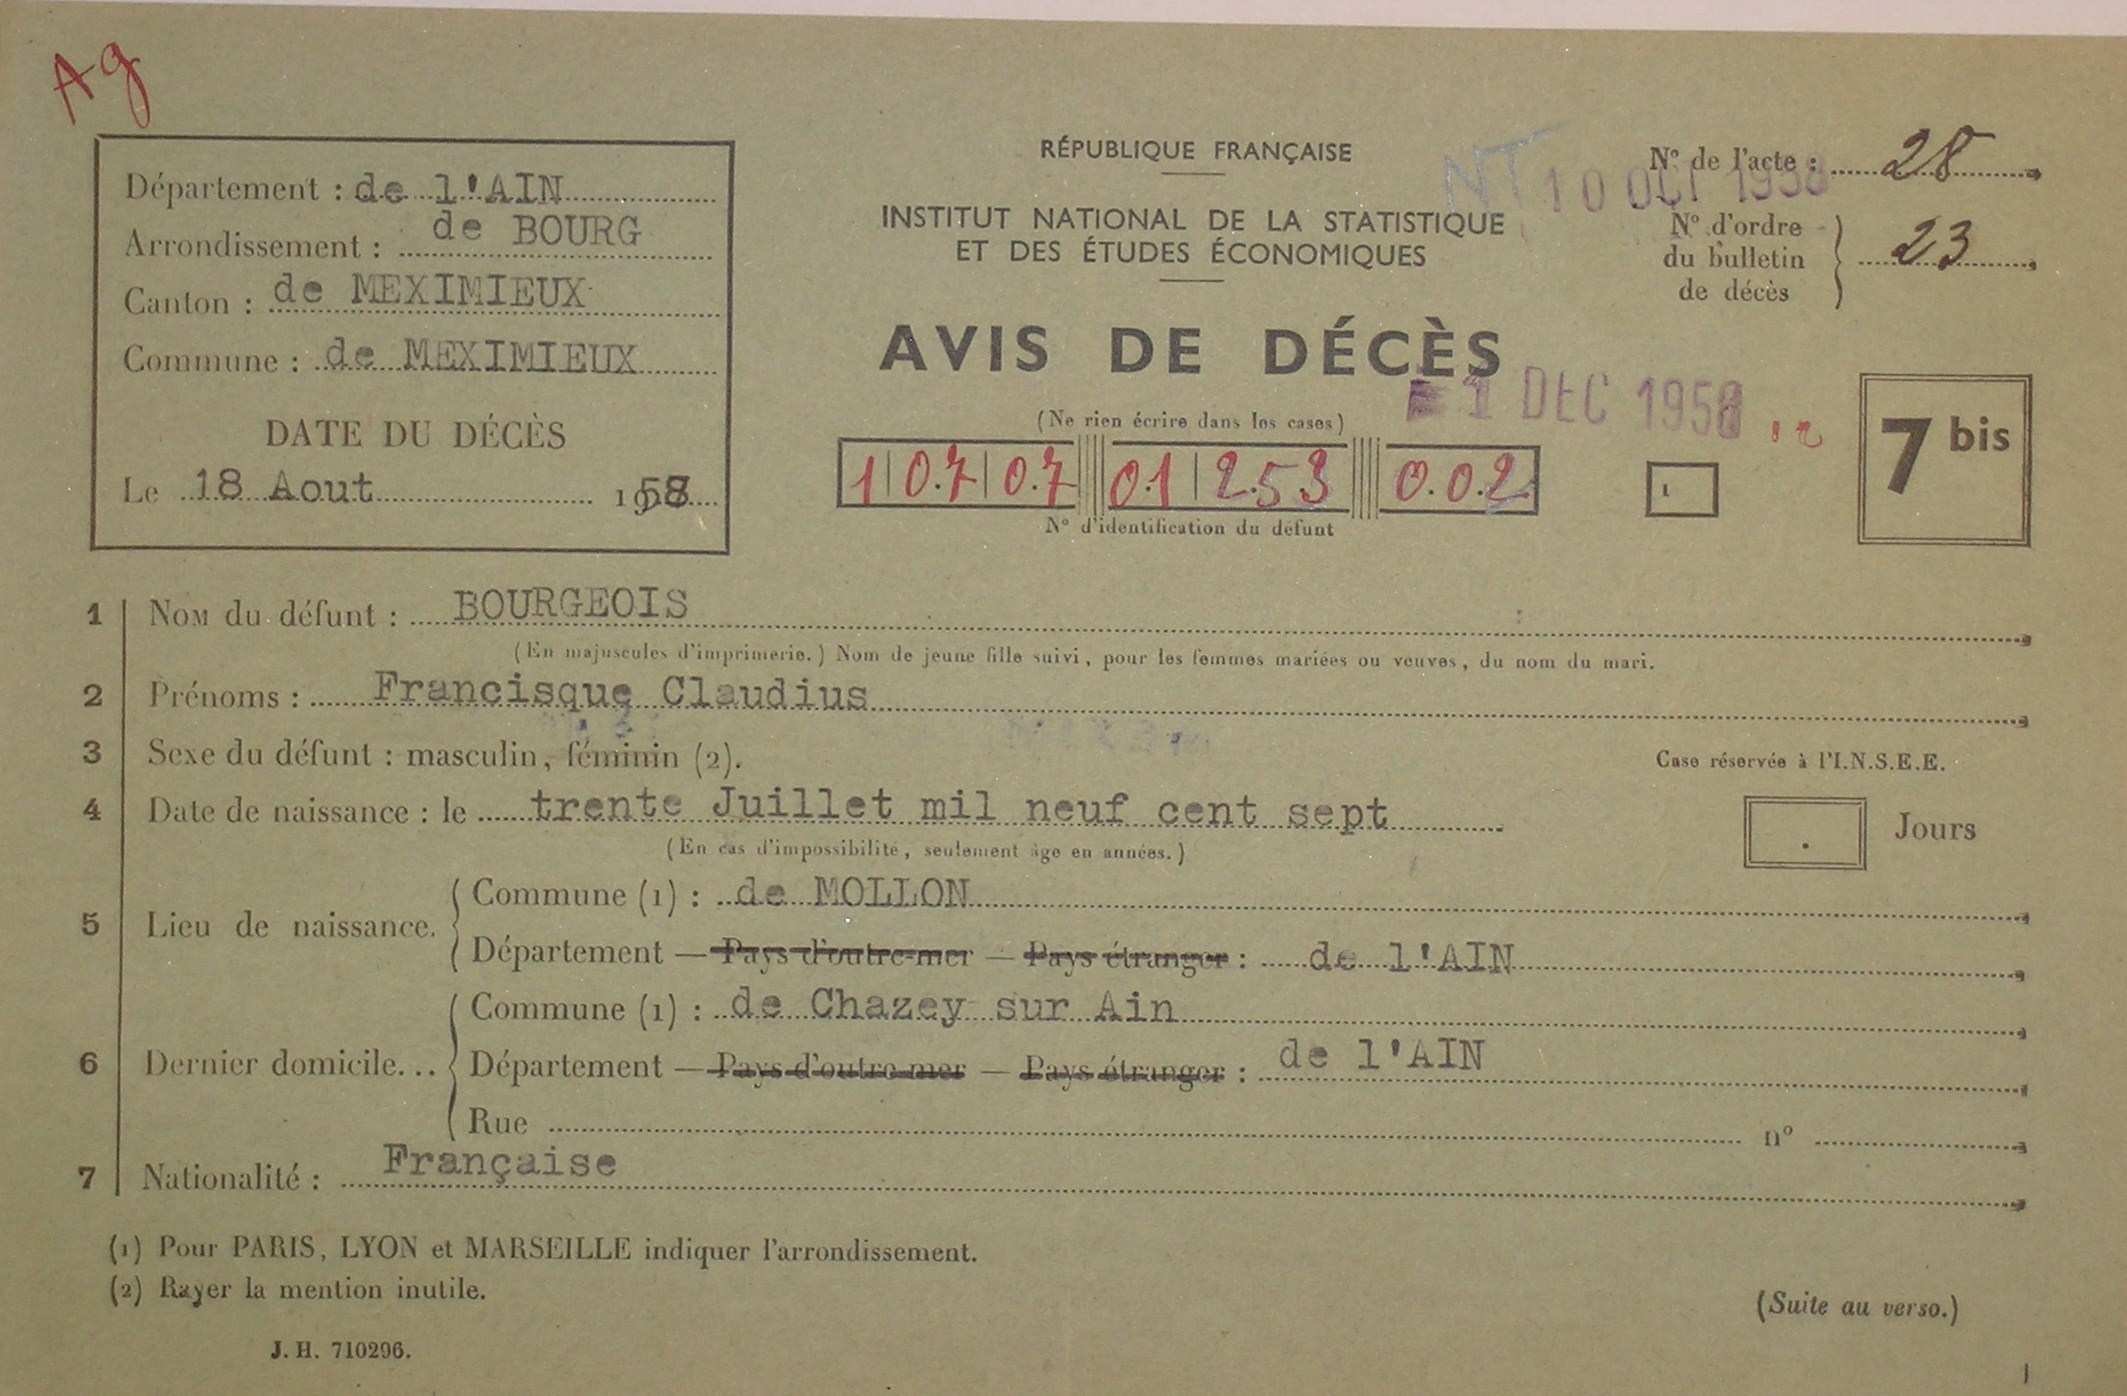 Ag
RÉPUBLIQUE FRANÇAISE
INSTITUT NATIONAL DE LA STATISTIQUE
ET DES ÉTUDES ÉCONOMIQUES
AVIS DE DÉCÈS
NT 10 OCT 1958
N° de l'acte : 28
N° d'ordre du bulletin de décès } 23
Département : de l'AIN
Arrondissement : de BOURG
Canton : de MEXIMIEUX
Commune : de MEXIMIEUX
DATE DU DÉCÈS
Le 18 Aout 1958
1 DEC 1958
(Ne rien écrire dans les cases)
1 0.7 0.7 0.1 2.5.3 0.0.2
N° d'identification du défunt
7 bis
1 Nom du défunt : BOURGEOIS
(En majuscules d'imprimerie.) Nom de jeune fille suivi, pour les femmes mariées ou veuves, du nom du mari.
2 Prénoms : Francisque Claudius
3 Sexe du défunt : masculin, féminin (2).
Case réservée à l'I.N.S.E.E.
4 Date de naissance : le trente Juillet mil neuf cent sept
Jours
(En cas d'impossibilité, seulement âge en années.)
5 Lieu de naissance. { Commune (1) : de MOLLON
Département — Pays d'outre-mer — Pays étranger : de l'AIN
6 Dernier domicile... { Commune (1) : de Chazey sur Ain
Département — Pays d'outre-mer — Pays étranger : de l'AIN
Rue n°
7 Nationalité : Française
(1) Pour PARIS, LYON et MARSEILLE indiquer l'arrondissement.
(2) Rayer la mention inutile.
(Suite au verso.)
J. H. 710296.